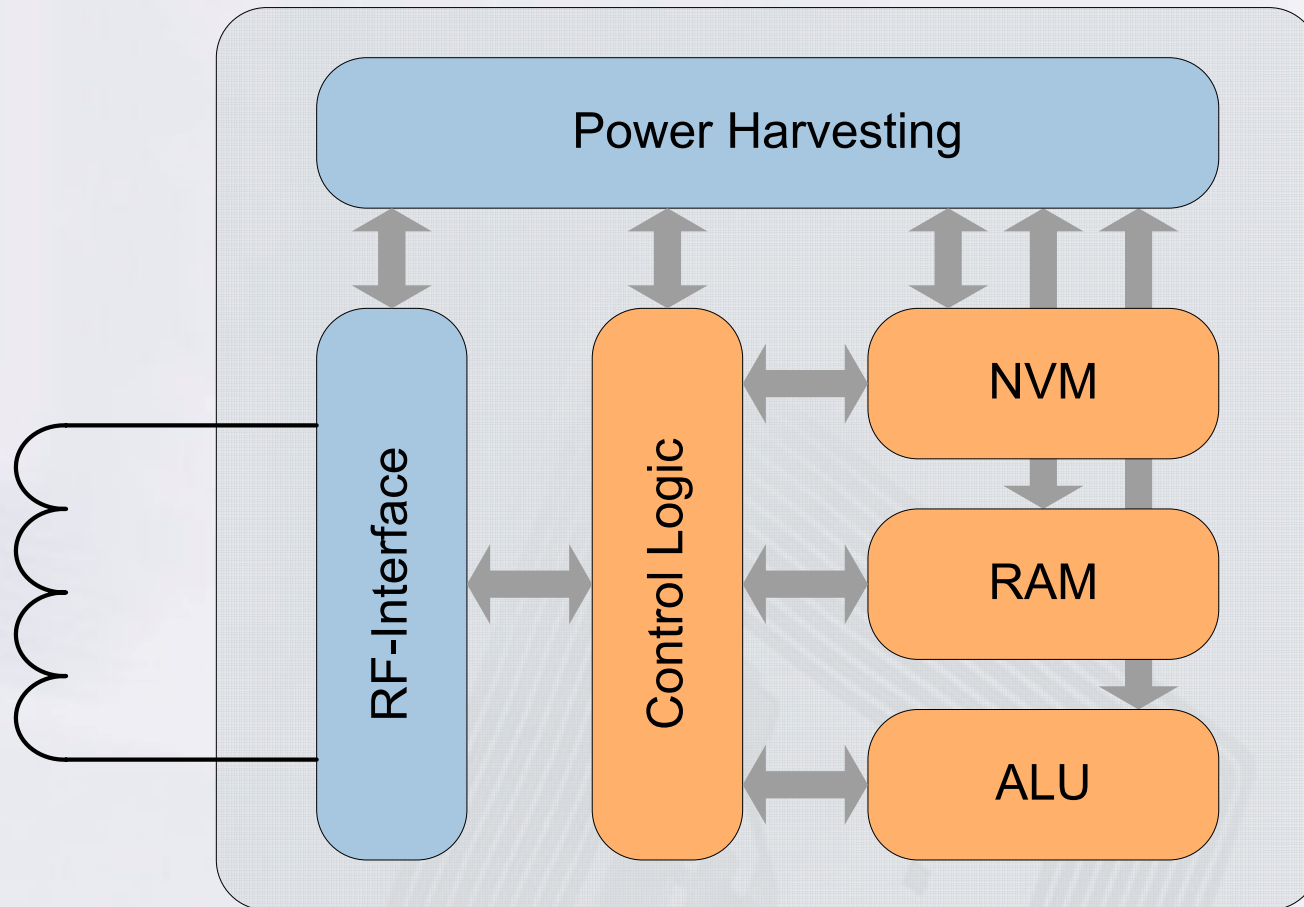 Power Harvesting
RF-Interface
Control Logic
NVM
RAM
ALU